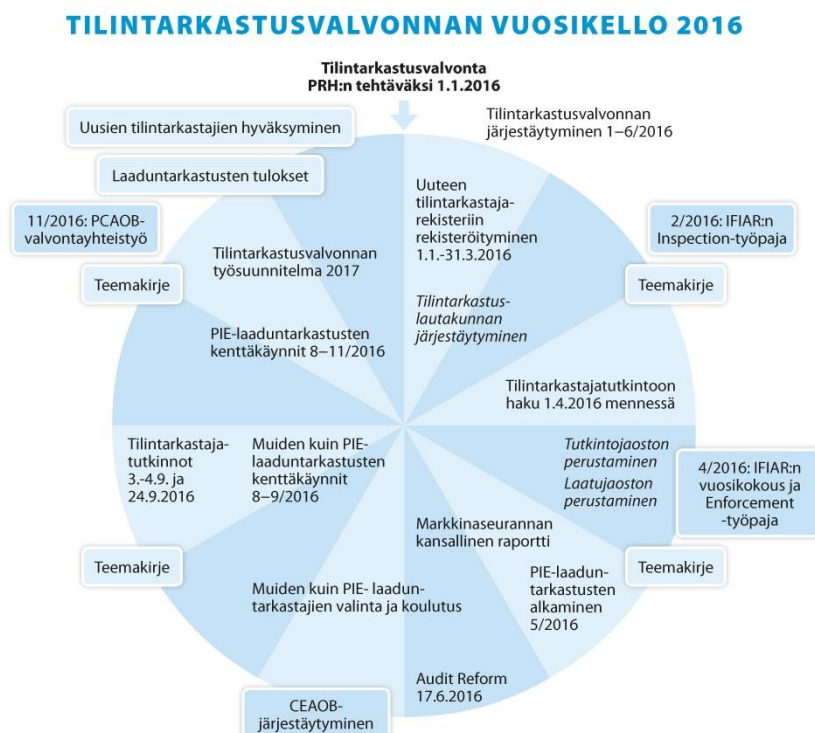 TILINTARKASTUSVALVONNAN VUOSIKELLO 2016
Tilintarkastusvalvonta
PRH:n tehtäväksi 1.1.2016
Tilintarkastusvalvonnan
järjestäytyminen 1–6/2016
Uuteen
tilintarkastaja-
rekisteriin
rekisteröityminen
1.1.-31.3.2016
Tilintarkastus-
lautakunnan
järjestäytyminen
2/2016: IFIAR:n
Inspection-työpaja
Teemakirje
Tilintarkastajatutkintoon
haku 1.4.2016 mennessä
Tutkintojaoston
perustaminen
Laatujaoston
perustaminen
4/2016: IFIAR:n
vuosikokous ja
Enforcement
-työpaja
Teemakirje
Markkinaseurannan
kansallinen raportti
PIE-laadun-
tarkastusten
alkaminen
5/2016
Audit Reform
17.6.2016
CEAOB-
järjestäytyminen
Muiden kuin PIE- laadun-
tarkastajien valinta ja koulutus
Teemakirje
Muiden kuin PIE-
laaduntarkastusten
kenttäkäynnit
8–9/2016
Tilintarkastaja-
tutkinnot
3.-4.9. ja
24.9.2016
PIE-laaduntarkastusten
kenttäkäynnit 8–11/2016
Teemakirje
11/2016: PCAOB-
valvontayhteistyö
Tilintarkastusvalvonnan
työsuunnitelma 2017
Laaduntarkastusten tulokset
Uusien tilintarkastajien hyväksyminen